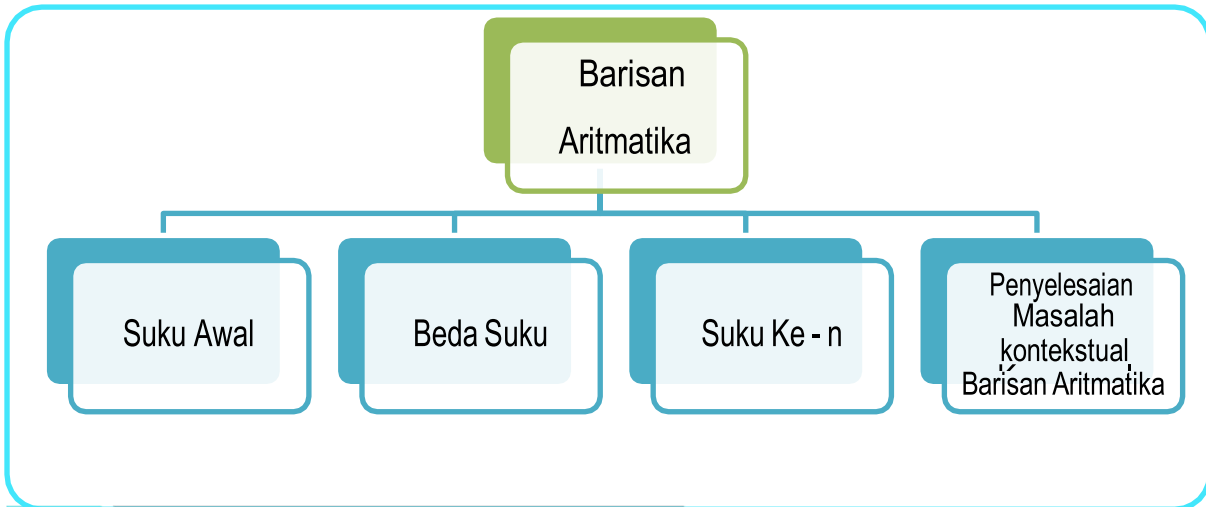 Barisan
Aritmatika
Suku Awal
Beda Suku
Suku Ke - n
Penyelesaian
Masalah
kontekstual
Barisan Aritmatika